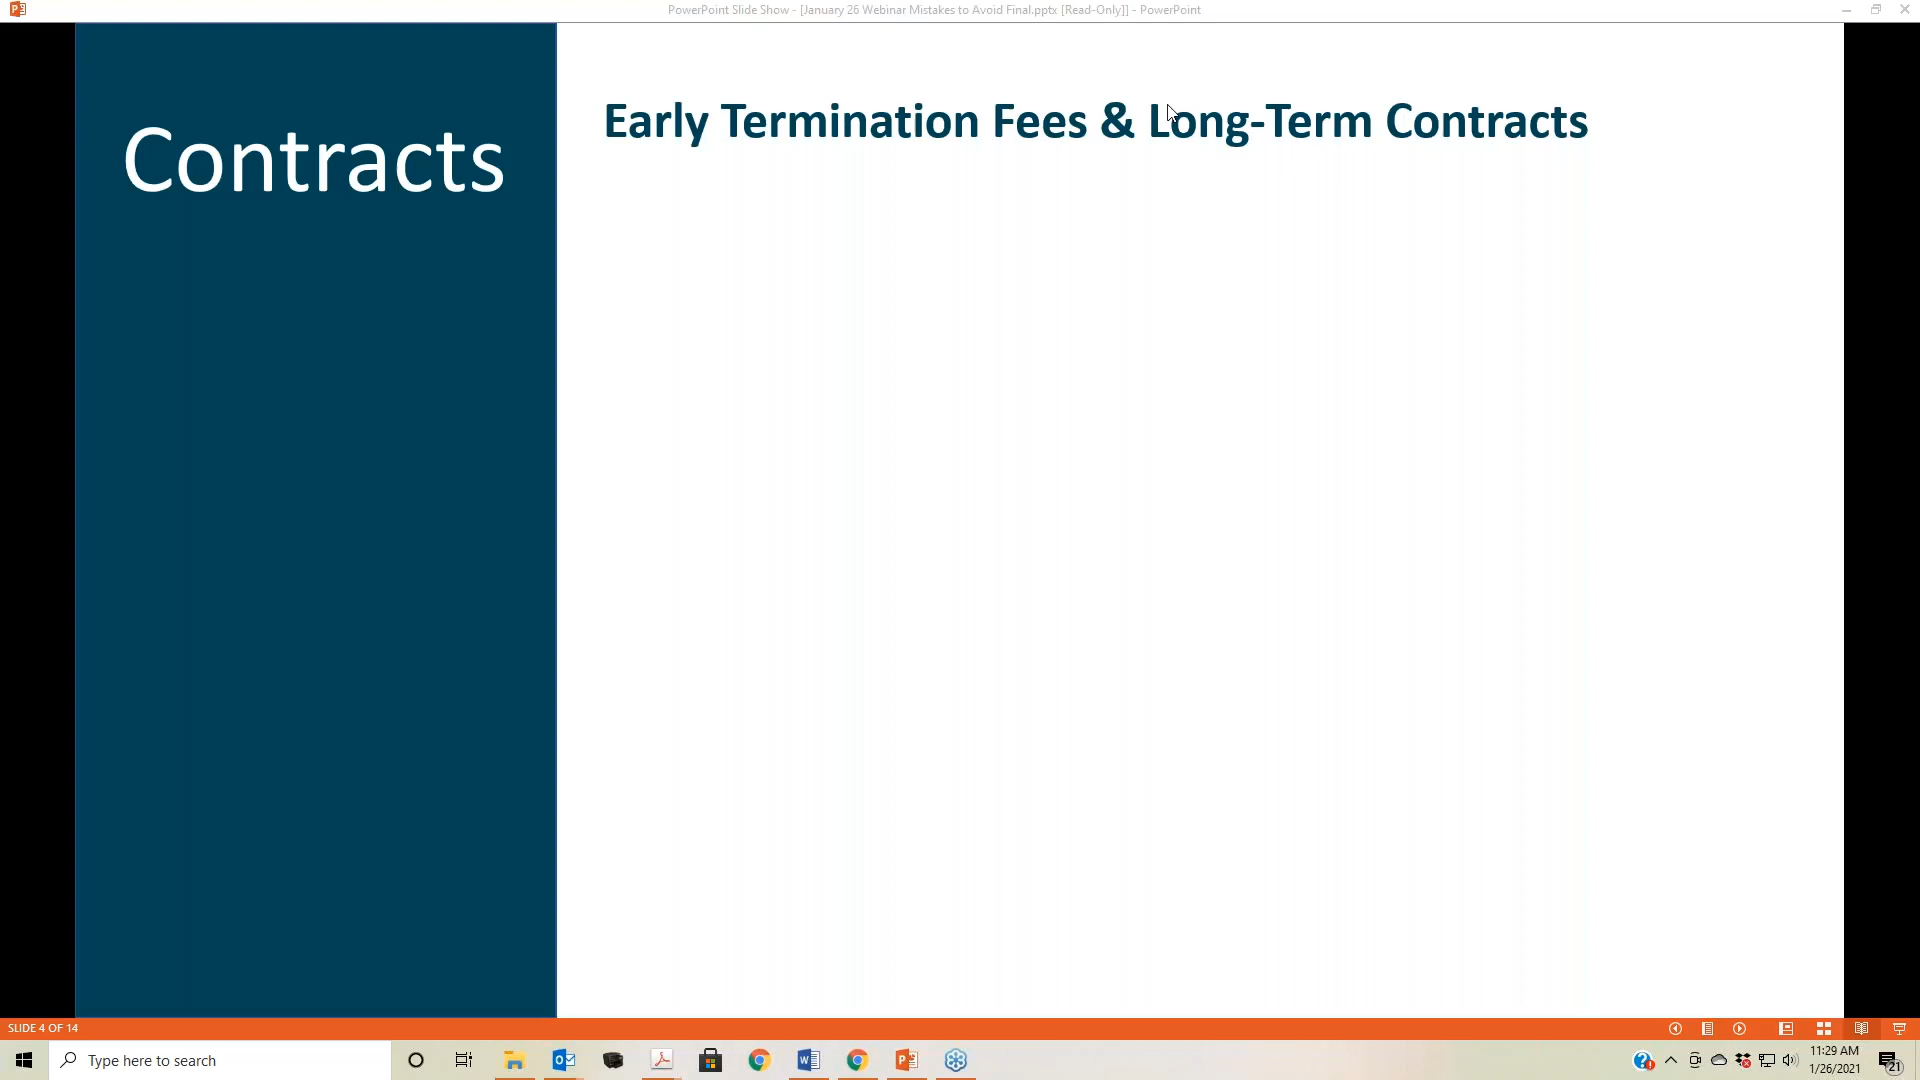 PowerPoint Slide Show - [January 26 Webinar Mistakes to Avoid Final.pptx [Read-Only]] - PowerPoint
Contracts
Early Termination Fees & Long-Term Contracts
SLIDE 4 OF 14
Type here to search
11:29 AM
1/26/2021
21